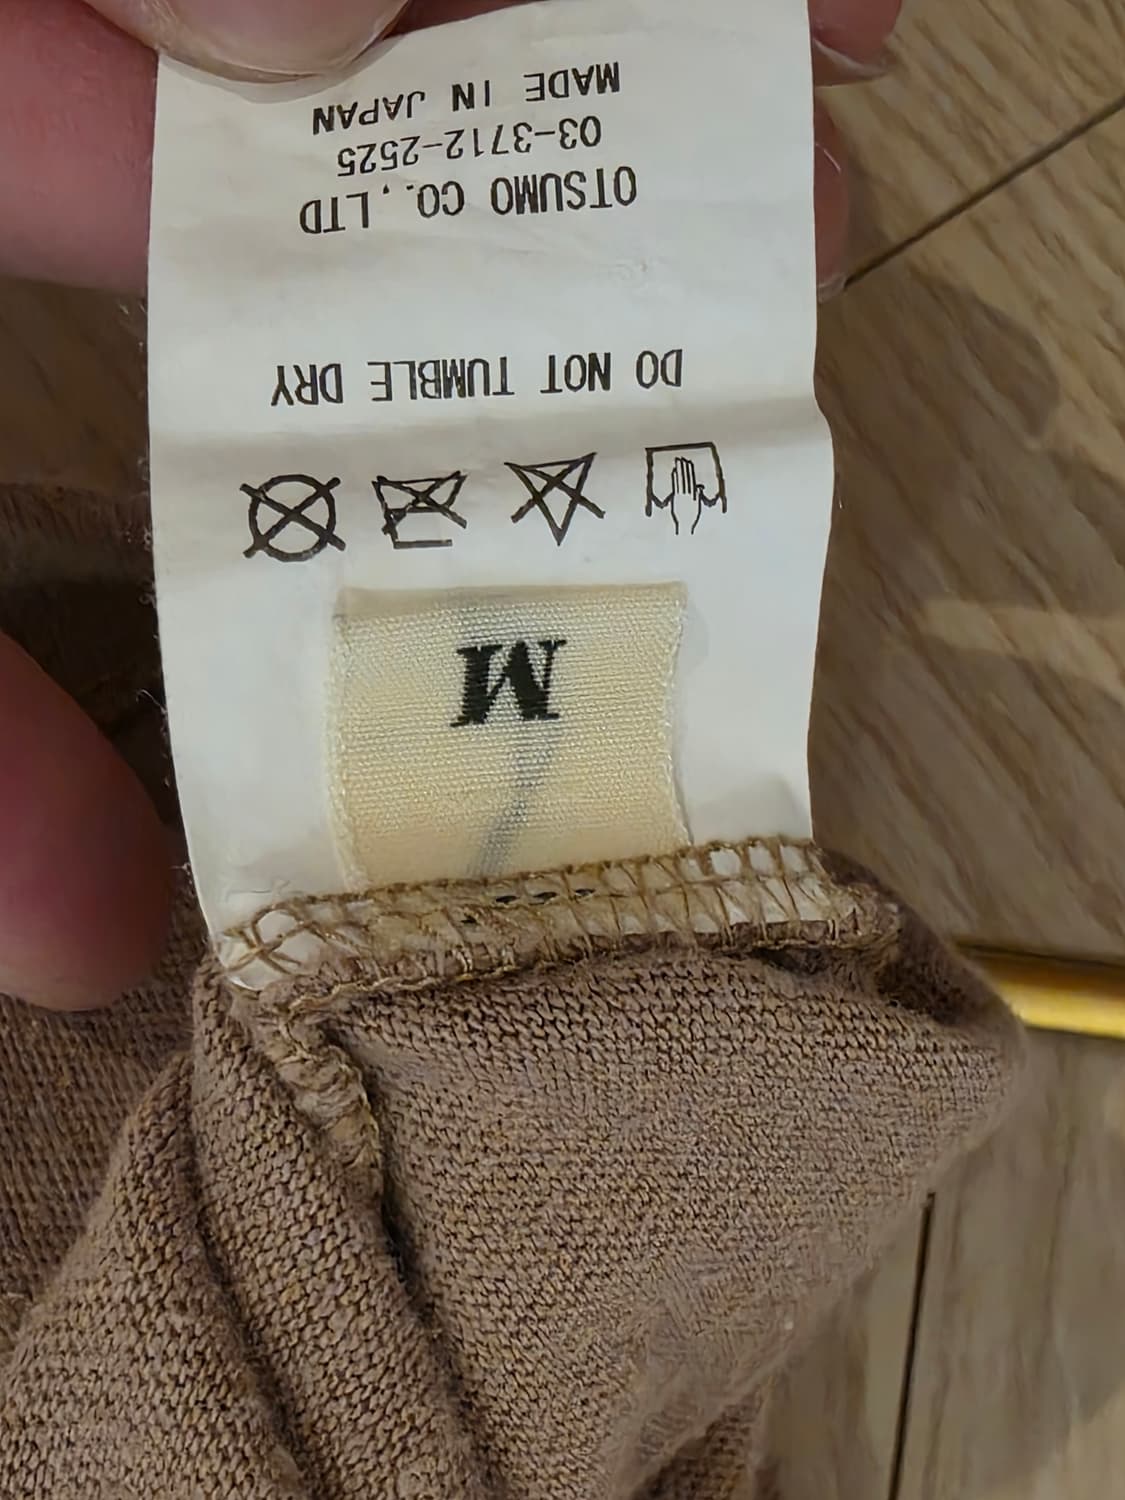 M
DO NOT TUMBLE DRY
OTSUMO CO.,LTD
03-3712-2525
MADE IN JAPAN